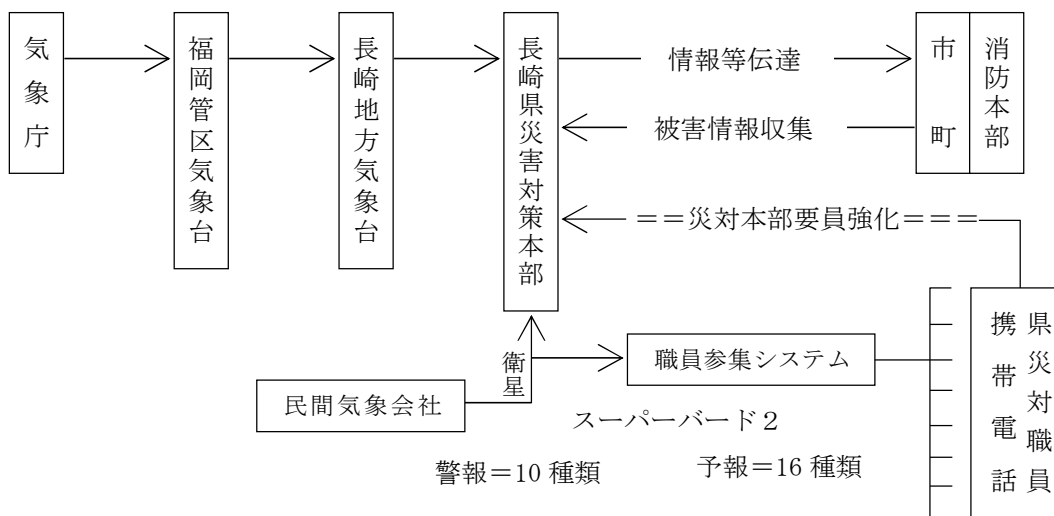 気象庁
福岡管区気象台
長崎地方気象台
長崎県災害対策本部
情報等伝達
市町
消防本部
被害情報収集
==災対本部要員強化===
衛星
職員参集システム
県災対職員
携帯電話
民間気象会社
スーパーバード2
警報=10 種類
予報=16 種類